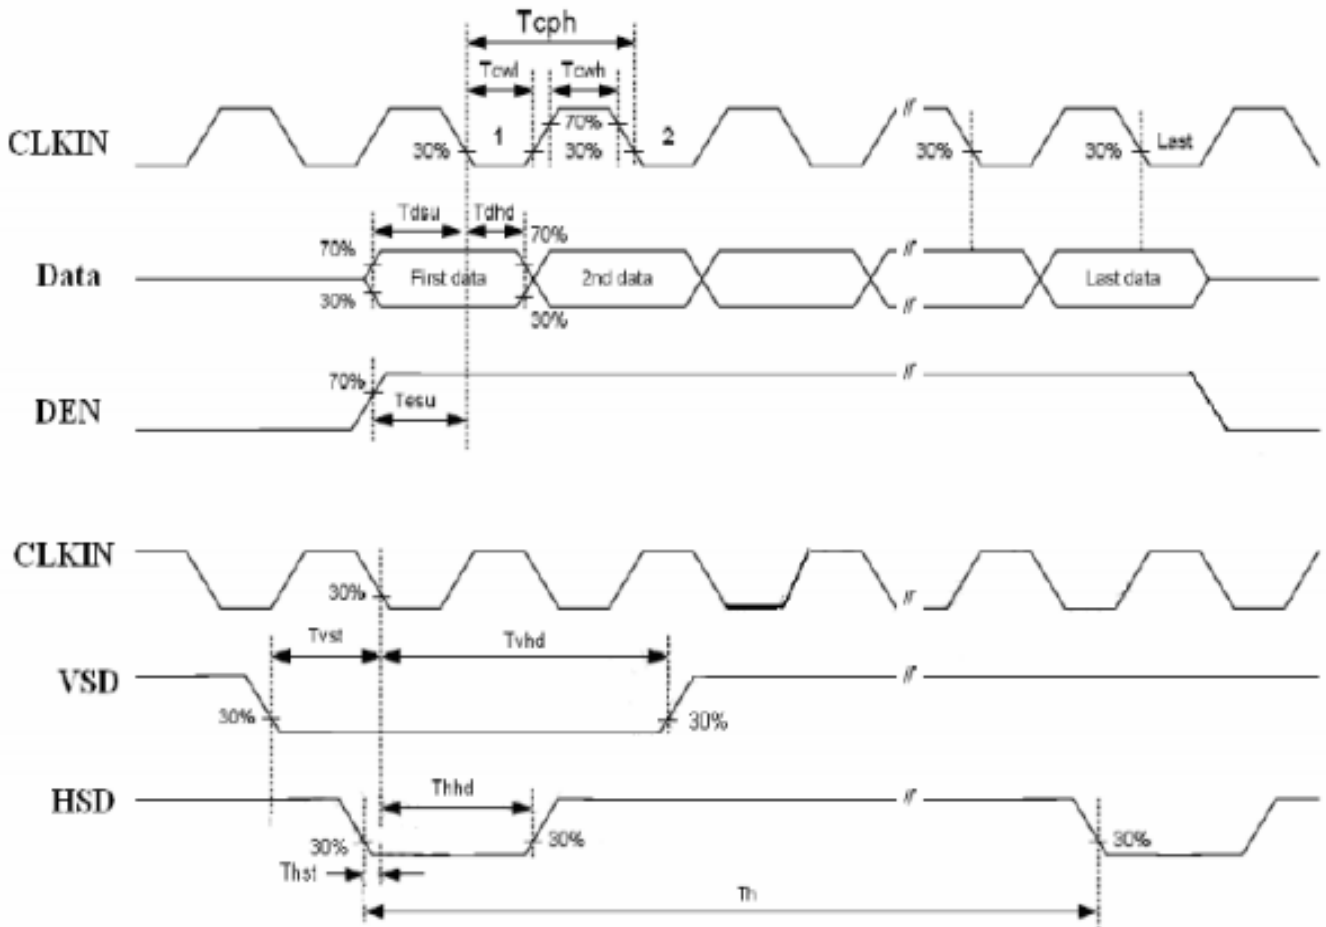 Tcph
Tcwl Tcwh
CLKIN 30% 1 70% 30% 2 30% 30% Last
Tdsu Tdhd
70% 70%
Data First data 2nd data Last data
30% 30%
70%
DEN Tesu
CLKIN 30%
Tvst Tvhd
VSD 30% 30%
HSD Thhd
30% 30% 30%
Thst
Th